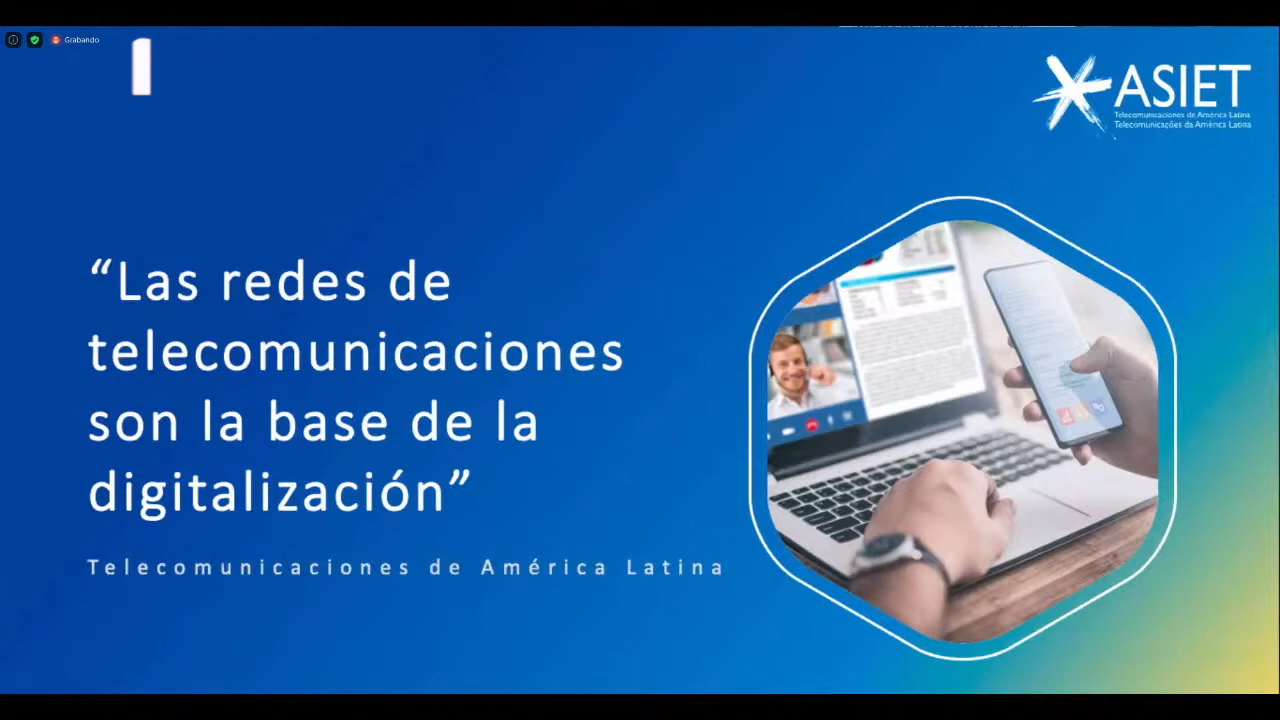 Grabando
ASIET
Telecomunicaciones de América Latina
Telecomunicações da América Latina
“Las redes de
telecomunicaciones
son la base de la
digitalización”
Telecomunicaciones de América Latina